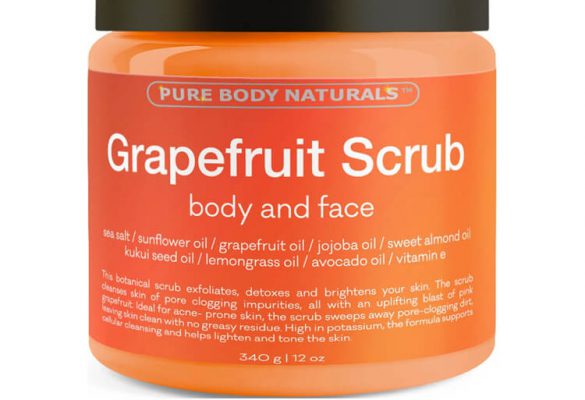 PURE BODY NATURALS™
Grapefruit Scrub
body and face
sea salt / sunflower oil / grapefruit oil / jojoba oil / sweet almond oil
kukui seed oil / lemongrass oil / avocado oil / vitamin e
This botanical scrub exfoliates, detoxes and brightens your skin. The scrub
cleanses skin of pore clogging impurities, all with an uplifting blast of pink
grapefruit. Ideal for acne- prone skin, the scrub sweeps away pore-clogging dirt,
leaving skin clean with no greasy residue. High in potassium, the formula supports
cellular cleansing and helps lighten and tone the skin.
340 g | 12 oz